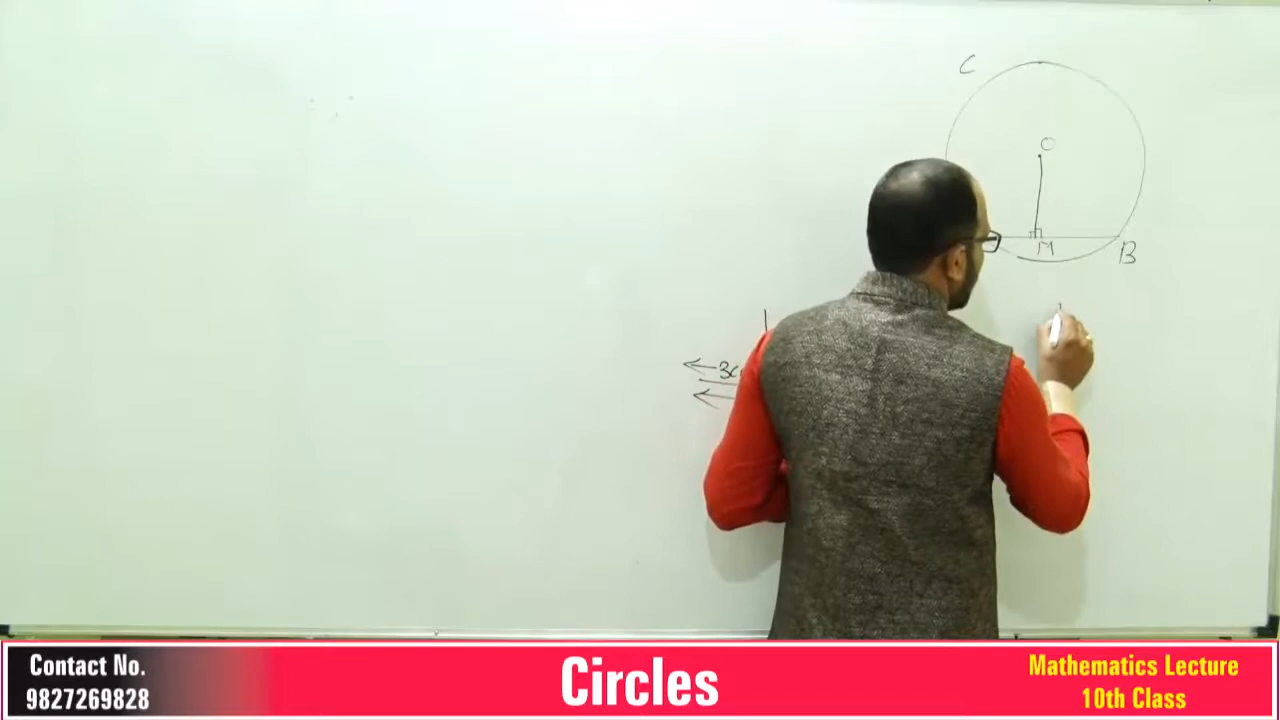 C
O
M
B
Contact No.
9827269828
Circles
Mathematics Lecture
10th Class